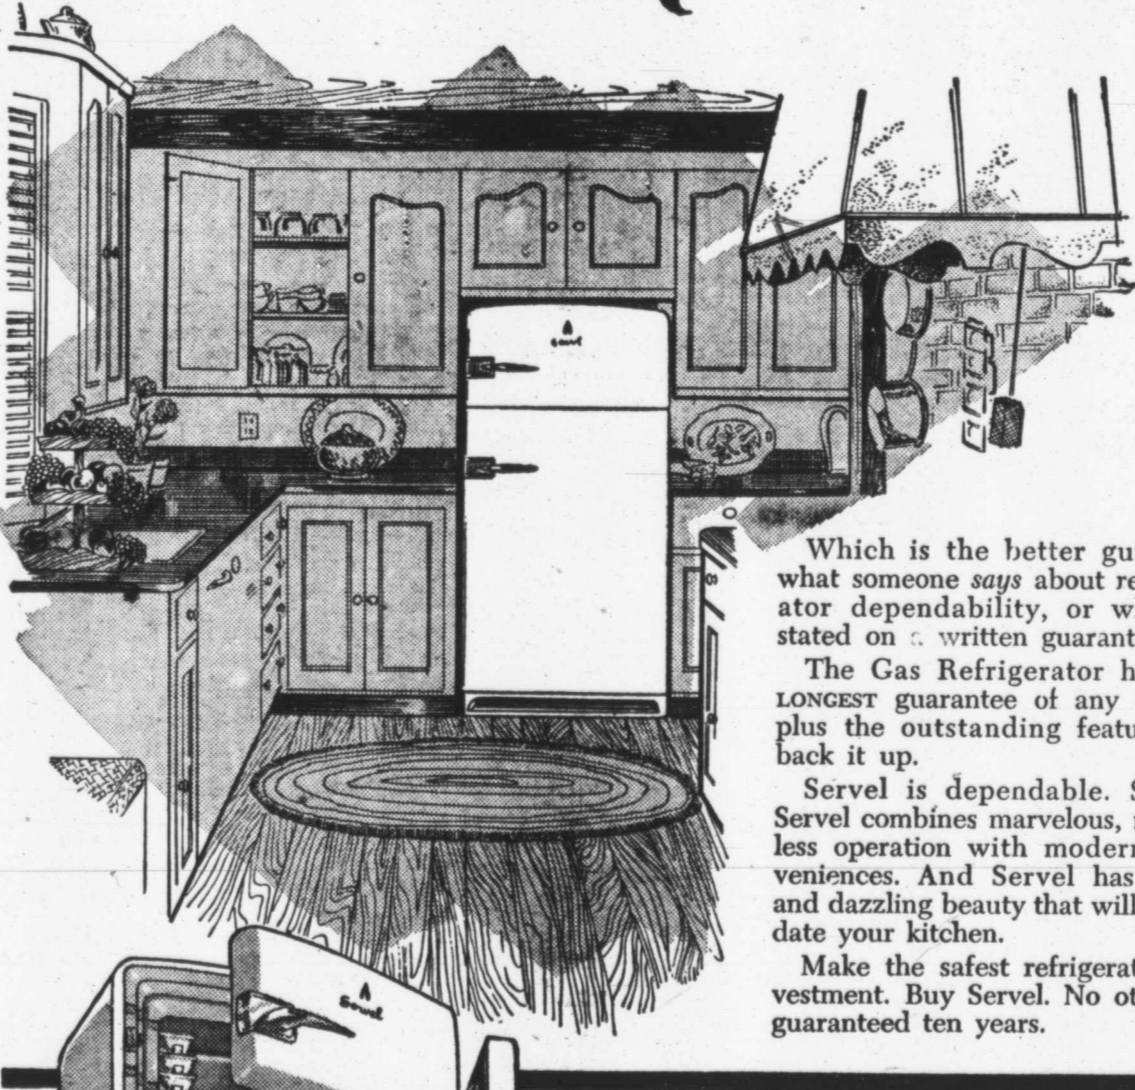 Servel
Which is the better gu
what someone says about re
ator dependability, or w
stated on a written guarant
The Gas Refrigerator h
LONGEST guarantee of any
plus the outstanding featu
back it up.
Servel is dependable. S
Servel combines marvelous,
less operation with modern
veniences. And Servel has
and dazzling beauty that will
date your kitchen.
Make the safest refrigerat
vestment. Buy Servel. No ot
guaranteed ten years.
Servel